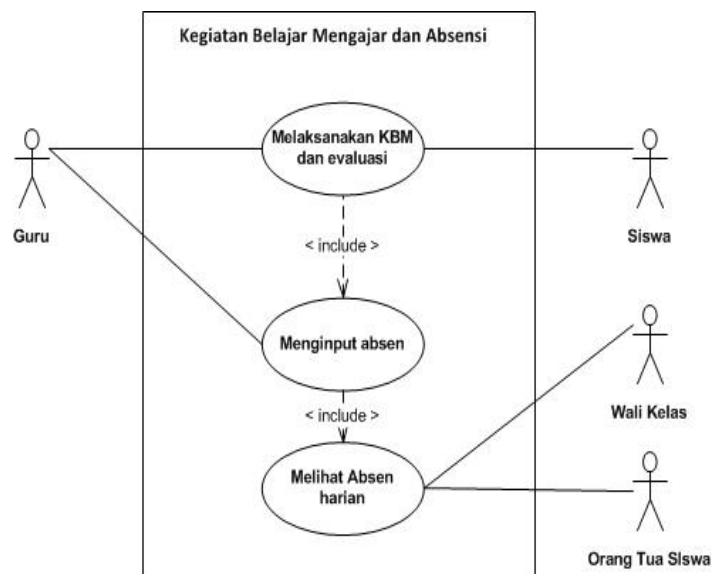 Kegiatan Belajar Mengajar dan Absensi
Melaksanakan KBM
dan evaluasi
Guru
Siswa
< include >
Menginput absen
Wali Kelas
< include >
Melihat Absen
harian
Orang Tua SIswa